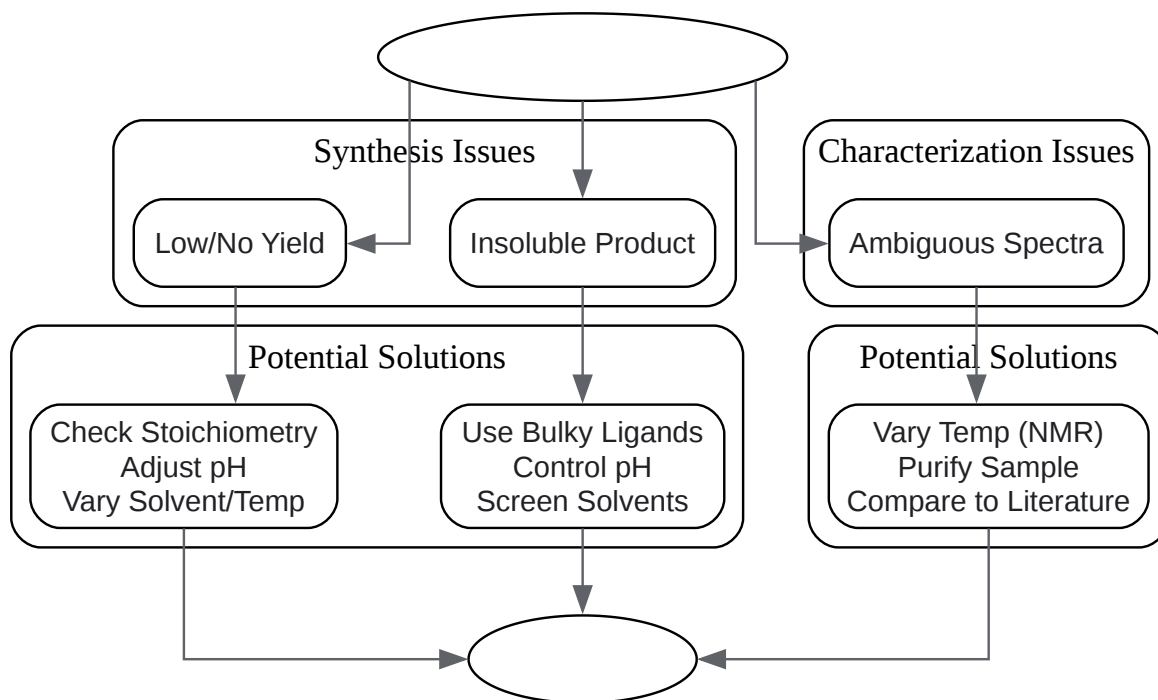 Synthesis Issues
Characterization Issues
Low/No Yield
Insoluble Product
Ambiguous Spectra
Potential Solutions
Potential Solutions
Check Stoichiometry
Adjust pH
Vary Solvent/Temp
Use Bulky Ligands
Control pH
Screen Solvents
Vary Temp (NMR)
Purify Sample
Compare to Literature